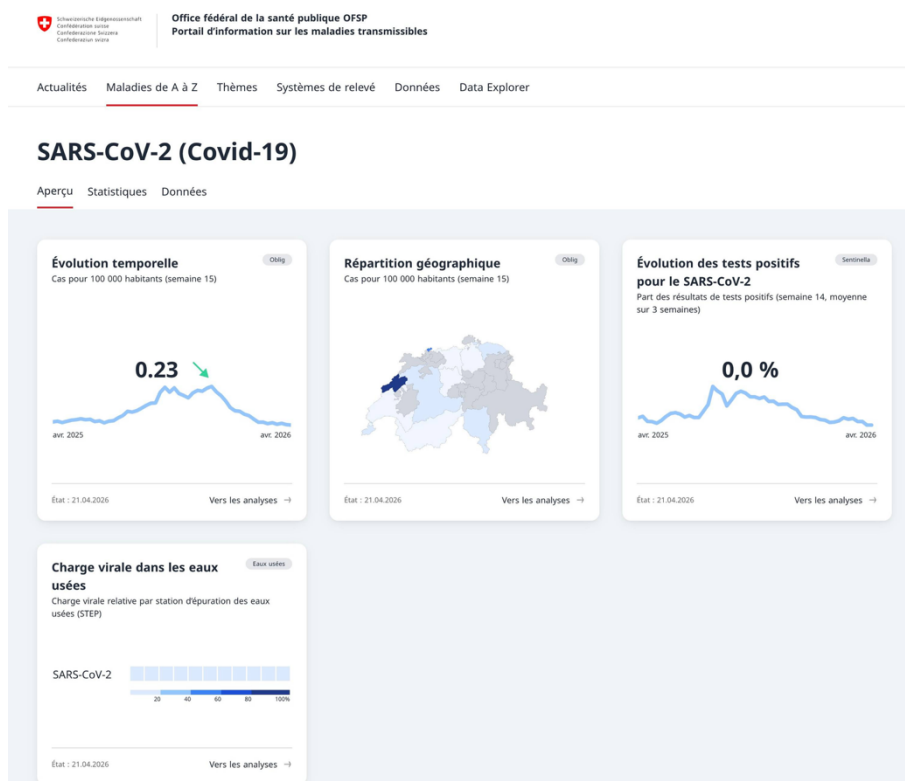 Schweizerische Eidgenossenschaft
Confédération suisse
Confederazione Svizzera
Confederaziun svizra
Office fédéral de la santé publique OFSP
Portail d'information sur les maladies transmissibles
Actualités Maladies de A à Z Thèmes Systèmes de relevé Données Data Explorer
SARS-CoV-2 (Covid-19)
Aperçu Statistiques Données
Évolution temporelle
Oblig
Cas pour 100 000 habitants (semaine 15)
0.23
avr. 2025 avr. 2026
État : 21.04.2026 Vers les analyses →
Répartition géographique
Oblig
Cas pour 100 000 habitants (semaine 15)
État : 21.04.2026 Vers les analyses →
Évolution des tests positifs
pour le SARS-CoV-2
Sentinella
Part des résultats de tests positifs (semaine 14, moyenne
sur 3 semaines)
0,0 %
avr. 2025 avr. 2026
État : 21.04.2026 Vers les analyses →
Charge virale dans les eaux
usées
Eaux usées
Charge virale relative par station d'épuration des eaux
usées (STEP)
SARS-CoV-2
20 40 60 80 100%
État : 21.04.2026 Vers les analyses →